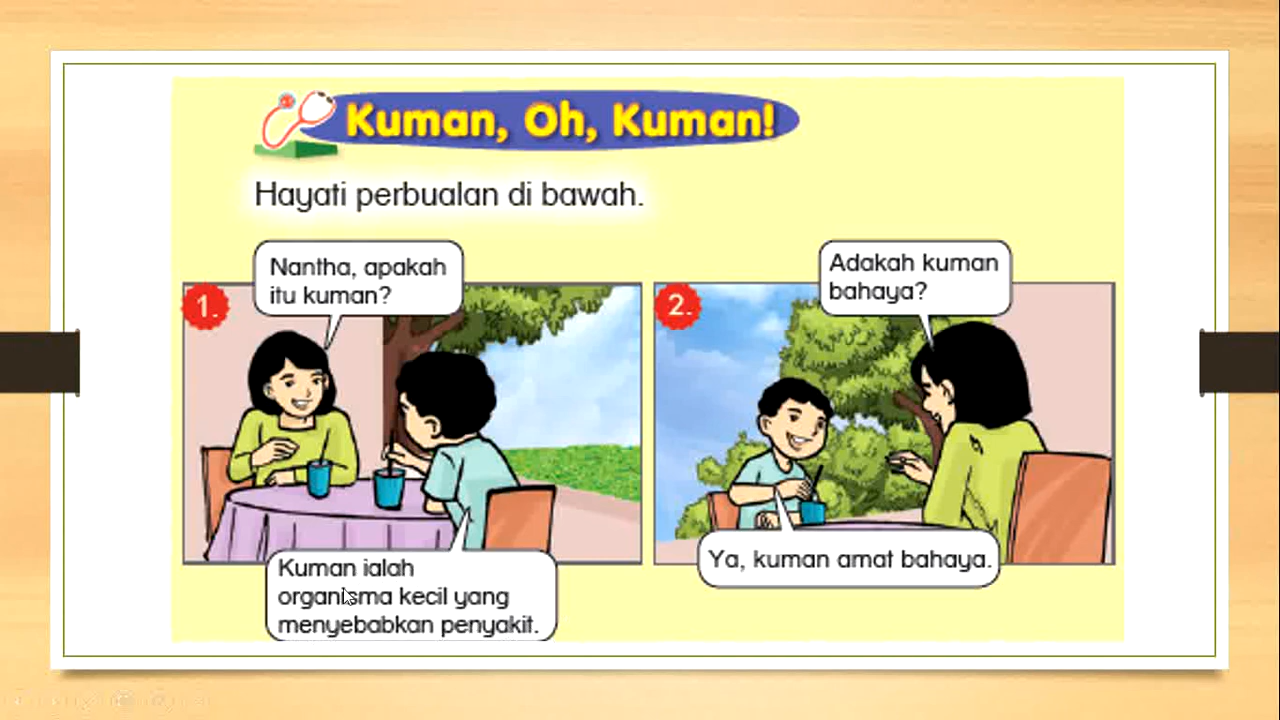 Kuman, Oh, Kuman!
Hayati perbualan di bawah.
1.
Nantha, apakah
itu kuman?
Kuman ialah
organisma kecil yang
menyebabkan penyakit.
2.
Adakah kuman
bahaya?
Ya, kuman amat bahaya.